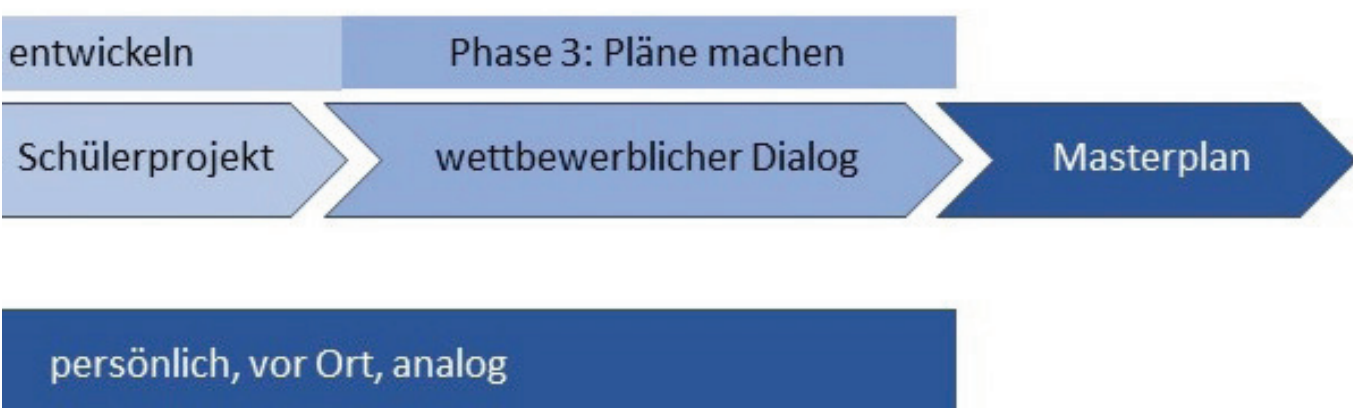 entwickeln
Phase 3: Pläne machen
Schülerprojekt
wettbewerblicher Dialog
Masterplan
persönlich, vor Ort, analog